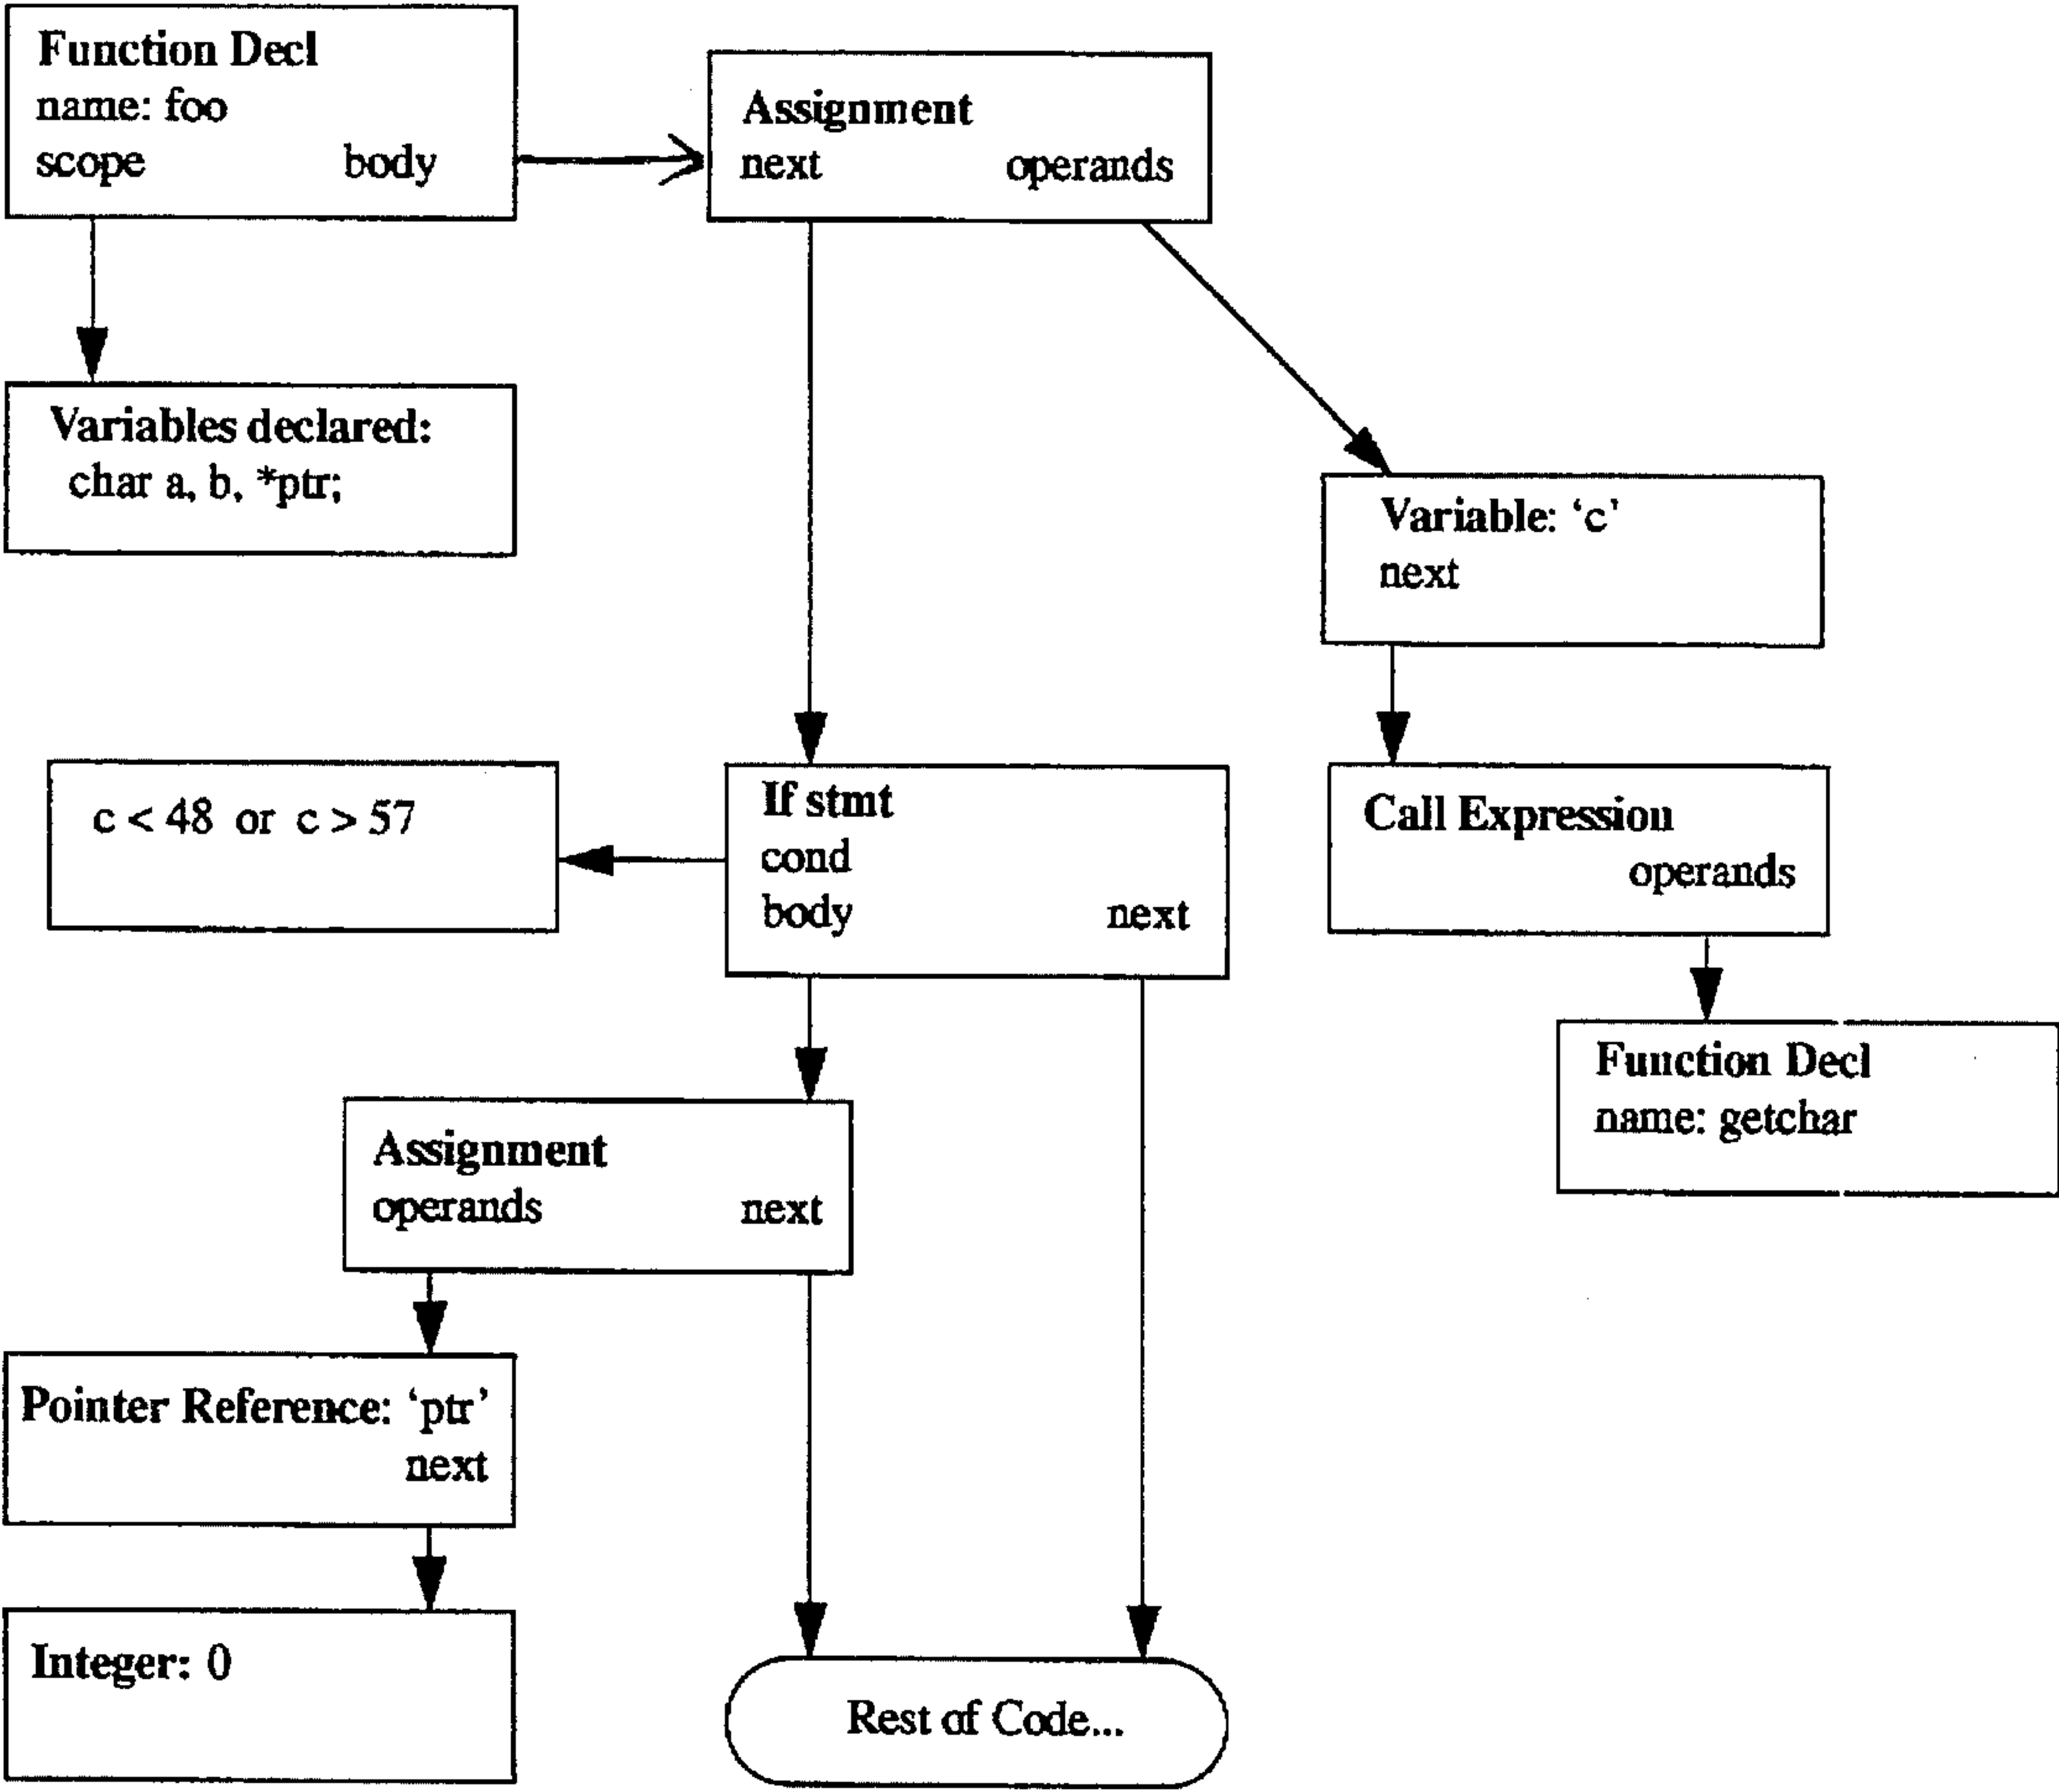 Function Decl
name: foo
scope body
Assignment
next operands
Variables declared:
char a, b, *ptr;
Variable: ‘c’
next
c < 48 or c > 57
If stmt
cond
body next
Call Expression
operands
Function Decl
name: getchar
Assignment
operands next
Pointer Reference: ‘ptr’
next
Integer: 0
Rest of Code...